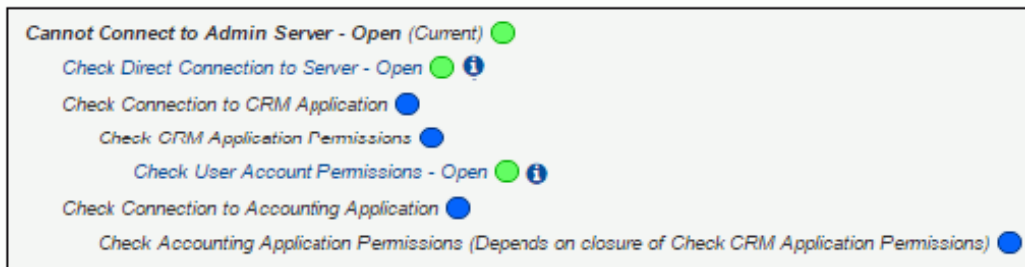 Cannot Connect to Admin Server - Open (Current)
Check Direct Connection to Server - Open
Check Connection to CRM Application
Check CRM Application Permissions
Check User Account Permissions - Open
Check Connection to Accounting Application
Check Accounting Application Permissions (Depends on closure of Check CRM Application Permissions)